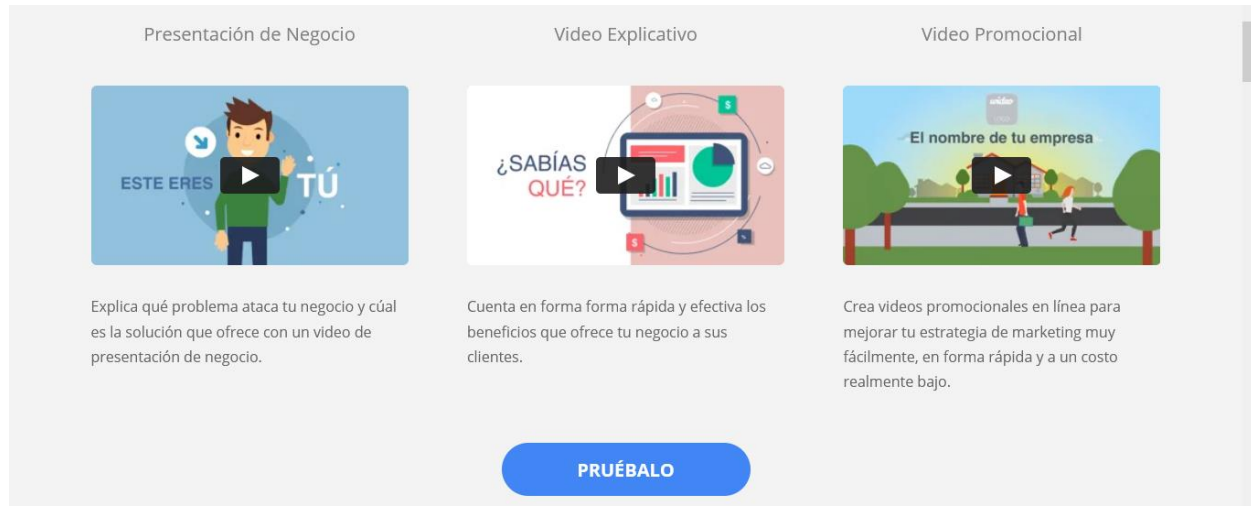 Presentación de Negocio
Video Explicativo
Video Promocional
ESTE ERES TÚ
¿SABÍAS
QUÉ?
$
$
wideo
El nombre de tu empresa
Explica qué problema ataca tu negocio y cúal
es la solución que ofrece con un video de
presentación de negocio.
Cuenta en forma forma rápida y efectiva los
beneficios que ofrece tu negocio a sus
clientes.
Crea videos promocionales en línea para
mejorar tu estrategia de marketing muy
fácilmente, en forma rápida y a un costo
realmente bajo.
PRUÉBALO